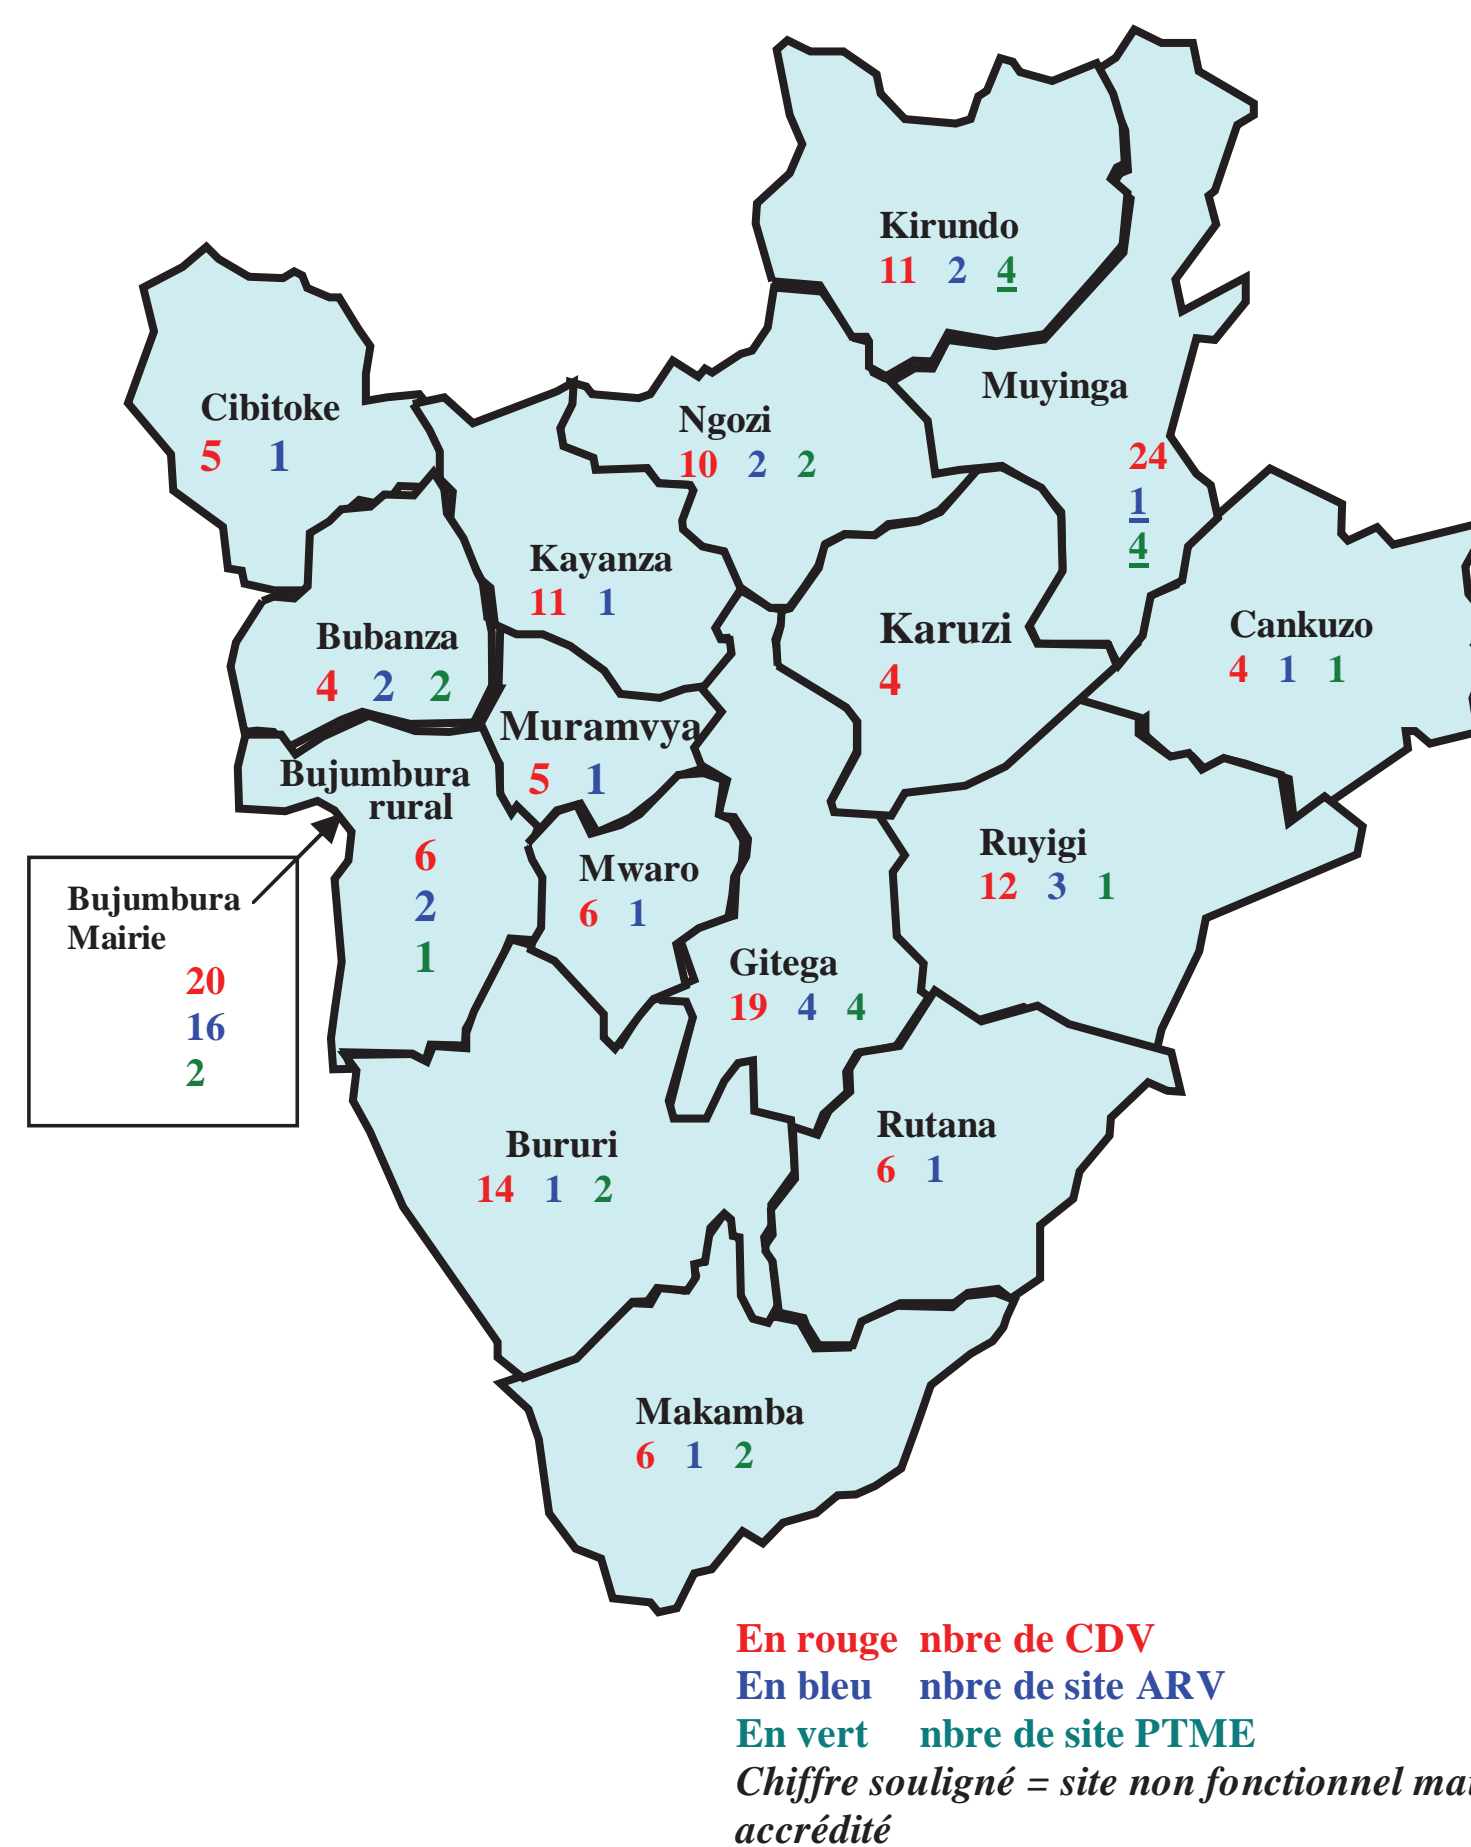 Kirundo
11 2 4
Muyinga
24
1
4
Cibitoke
5 1
Ngozi
10 2 2
Kayanza
11 1
Karuzi
4
Cankuzo
4 1 1
Bubanza
4 2 2
Muramvya
5 1
Bujumbura
rural
6
2
1
Mwaro
6 1
Ruyigi
12 3 1
Bujumbura
Mairie
20
16
2
Gitega
19 4 4
Rutana
6 1
Bururi
14 1 2
Makamba
6 1 2
En rouge nbre de CDV
En bleu nbre de site ARV
En vert nbre de site PTME
Chiffre souligné = site non fonctionnel
accrédité